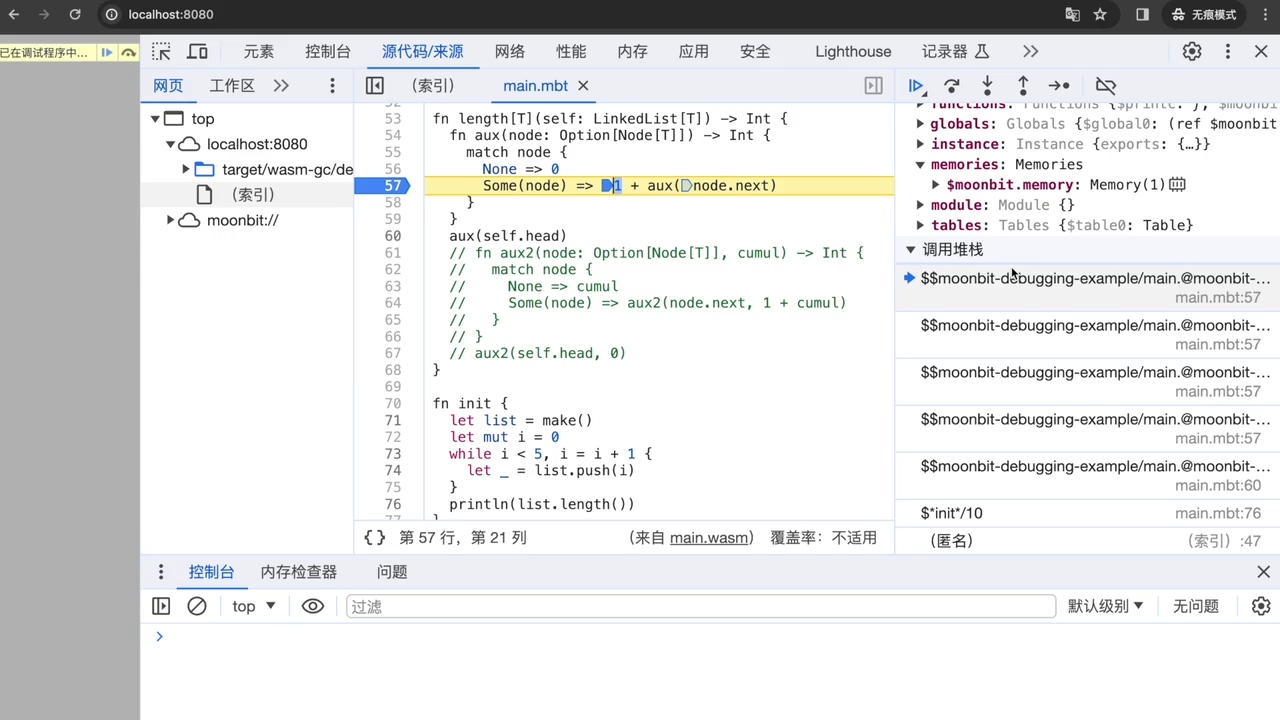 localhost:8080
无痕模式
已在调试程序中…
元素
控制台
源代码/来源
网络
性能
内存
应用
安全
Lighthouse
记录器
网页
工作区
(索引)
main.mbt
top
localhost:8080
target/wasm-gc/de
(索引)
moonbit://
53 fn length[T](self: LinkedList[T]) -> Int {
54 fn aux(node: Option[Node[T]]) -> Int {
55 match node {
56 None => 0
57 Some(node) => 1 + aux(node.next)
58 }
59 }
60 aux(self.head)
61 // fn aux2(node: Option[Node[T]], cumul) -> Int {
62 // match node {
63 // None => cumul
64 // Some(node) => aux2(node.next, 1 + cumul)
65 // }
66 // }
67 // aux2(self.head, 0)
68 }
69
70 fn init {
71 let list = make()
72 let mut i = 0
73 while i < 5, i = i + 1 {
74 let _ = list.push(i)
75 }
76 println(list.length())
77 }
{} 第 57 行，第 21 列
(来自 main.wasm)
覆盖率：不适用
functions: Functions {$printc: ƒ, $moonbi
globals: Globals {$global0: (ref $moonbit
instance: Instance {exports: {…}}
memories: Memories
$moonbit.memory: Memory(1)
module: Module {}
tables: Tables {$table0: Table}
调用堆栈
$$moonbit-debugging-example/main.@moonbit-…
main.mbt:57
$$moonbit-debugging-example/main.@moonbit-…
main.mbt:57
$$moonbit-debugging-example/main.@moonbit-…
main.mbt:57
$$moonbit-debugging-example/main.@moonbit-…
main.mbt:57
$$moonbit-debugging-example/main.@moonbit-…
main.mbt:60
$*init*/10 main.mbt:76
(匿名) (索引):47
控制台
内存检查器
问题
top
过滤
默认级别
无问题